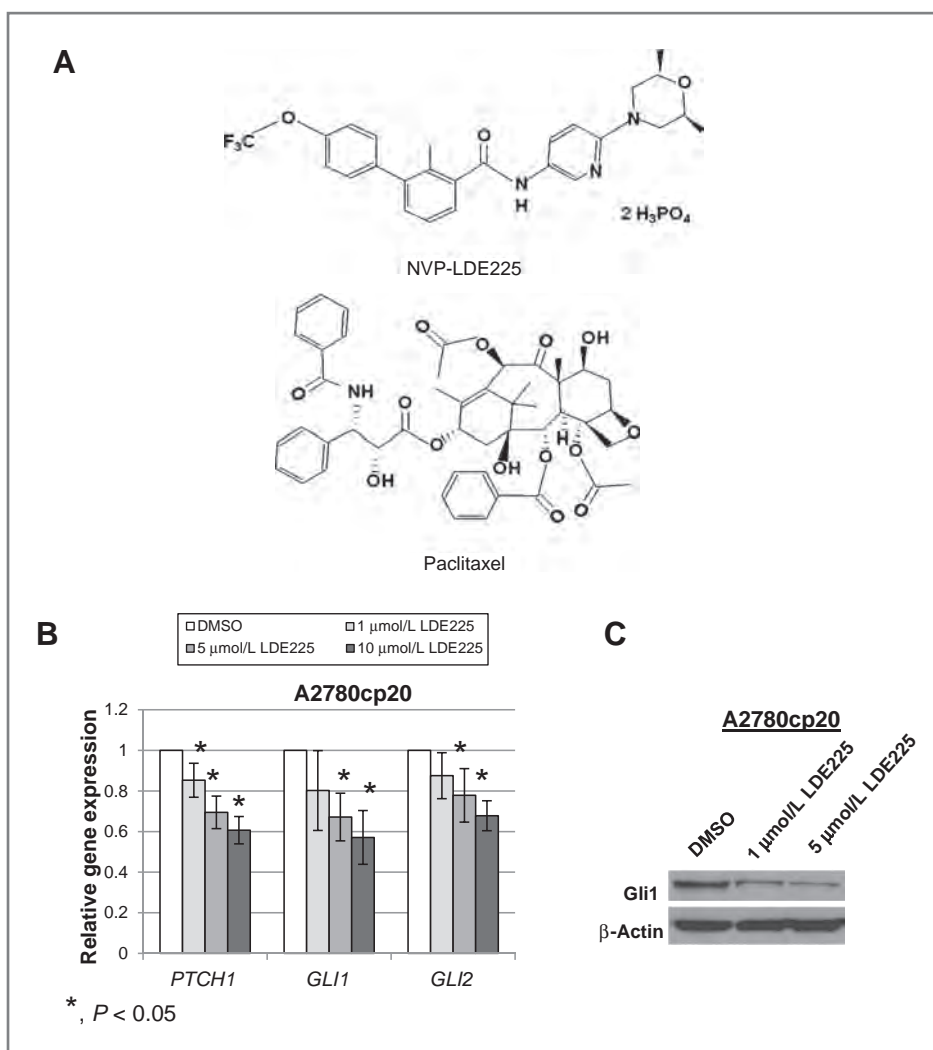 A
F₃C
O
O
N
H
N
N
O
2 H₃PO₄
NVP-LDE225
O
NH
O
O
OH
O
O
O
O
OH
O
OH
H
O
O
O
O
Paclitaxel
B
DMSO 1 μmol/L LDE225
5 μmol/L LDE225 10 μmol/L LDE225
A2780cp20
Relative gene expression
1.2
1
0.8
0.6
0.4
0.2
0
* * *
* *
* *
PTCH1 GLI1 GLI2
*, P < 0.05
C
A2780cp20
DMSO
1 μmol/L LDE225
5 μmol/L LDE225
Gli1
β-Actin